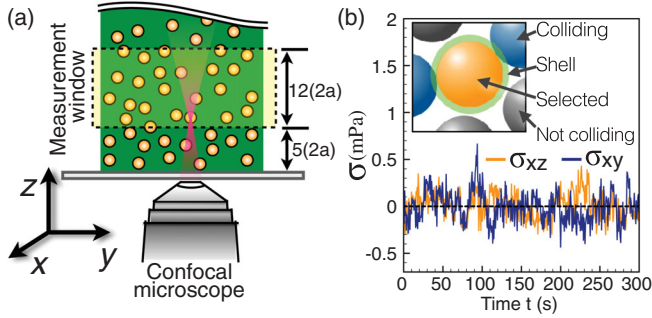 (a)
Measurement
window
12(2a)
5(2a)
z
x
y
Confocal
microscope
(b)
Colliding
Shell
Selected
Not colliding
σxz
σxy
σ(mPa)
2
1.5
1
0.5
0
-0.5
0 50 100 150 200 250 300
Time t (s)